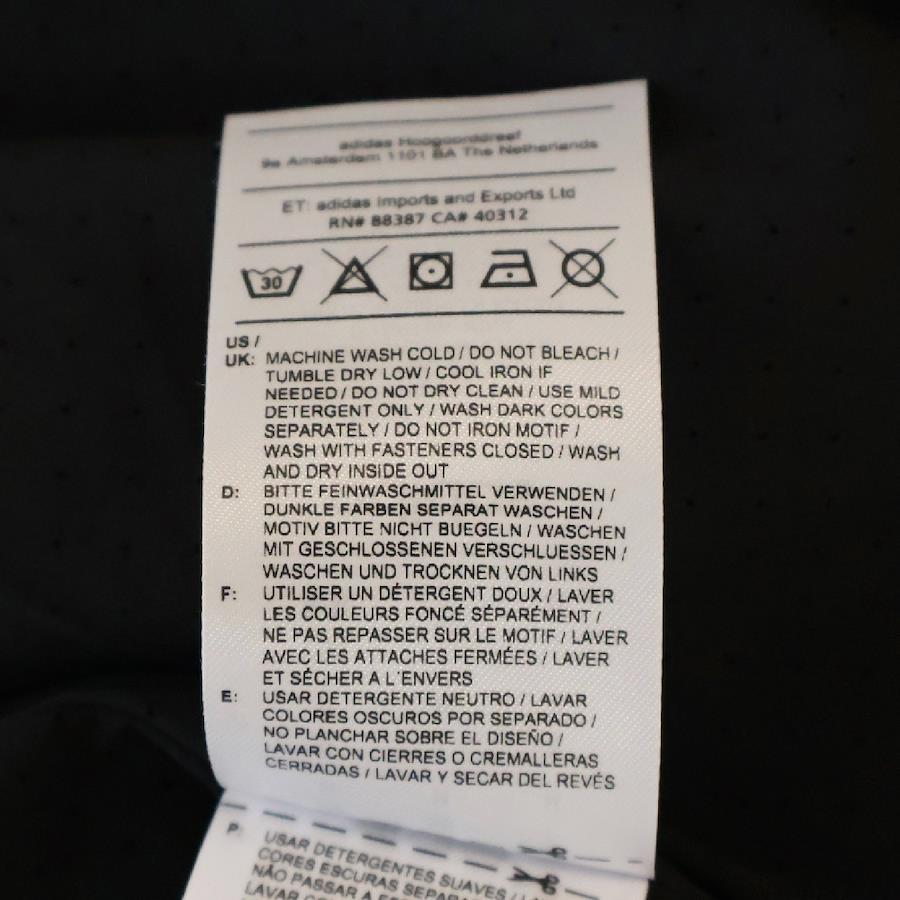 adidas Hoogoorddreef
9a Amsterdam 1101 BA The Netherlands
ET: adidas Imports and Exports Ltd
RN# 88387 CA# 40312
30
US /
UK: MACHINE WASH COLD / DO NOT BLEACH /
TUMBLE DRY LOW / COOL IRON IF
NEEDED / DO NOT DRY CLEAN / USE MILD
DETERGENT ONLY / WASH DARK COLORS
SEPARATELY / DO NOT IRON MOTIF /
WASH WITH FASTENERS CLOSED / WASH
AND DRY INSIDE OUT
D: BITTE FEINWASCHMITTEL VERWENDEN /
DUNKLE FARBEN SEPARAT WASCHEN /
MOTIV BITTE NICHT BUEGELN / WASCHEN
MIT GESCHLOSSENEN VERSCHLUESSEN /
WASCHEN UND TROCKNEN VON LINKS
F: UTILISER UN DÉTERGENT DOUX / LAVER
LES COULEURS FONCÉ SÉPARÉMENT /
NE PAS REPASSER SUR LE MOTIF / LAVER
AVEC LES ATTACHES FERMÉES / LAVER
ET SÉCHER A L'ENVERS
E: USAR DETERGENTE NEUTRO / LAVAR
COLORES OSCUROS POR SEPARADO /
NO PLANCHAR SOBRE EL DISEÑO /
LAVAR CON CIERRES O CREMALLERAS
CERRADAS / LAVAR Y SECAR DEL REVÉS
P: USAR DETERGENTES SUAVES /
CORES ESCURAS
NÃO PASSAR A
LAVAR